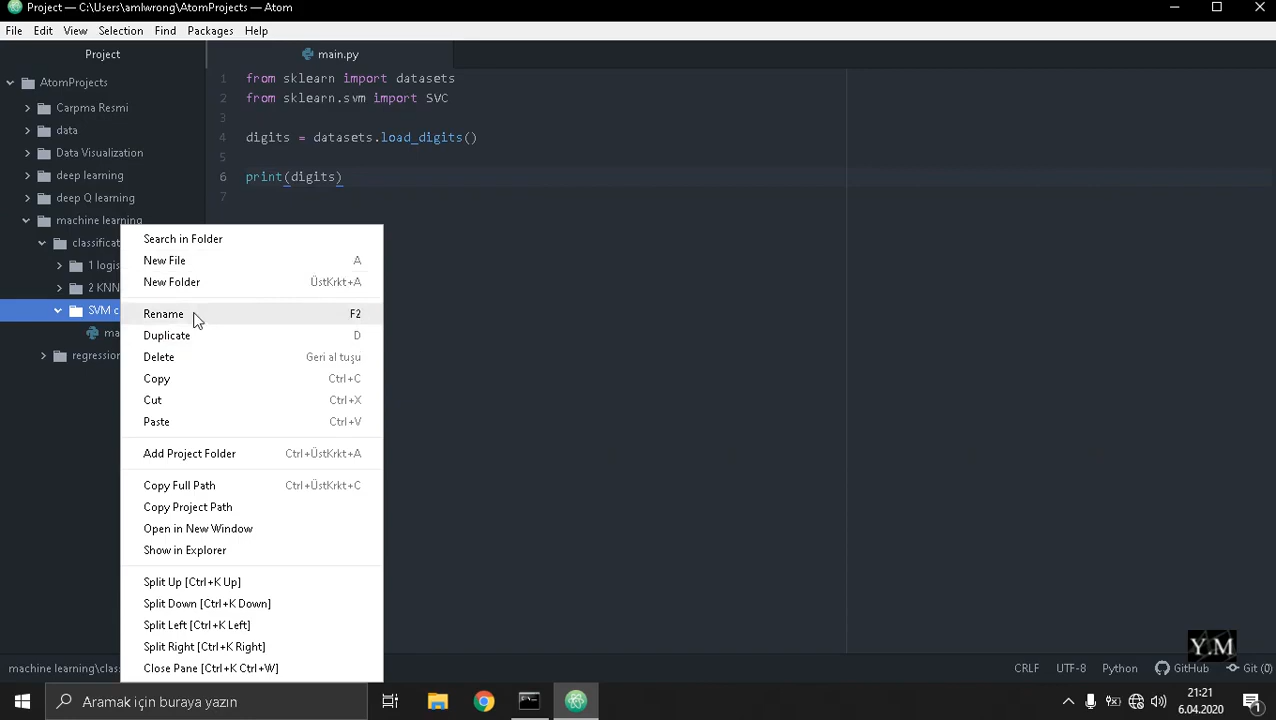 Project — C:\Users\amlwrong\AtomProjects — Atom
File Edit View Selection Find Packages Help
Project
main.py
AtomProjects
Carpma Resmi
data
Data Visualization
deep learning
deep Q learning
machine learning
classificat
1 logis
2 KNN
SVM c
ma
regression
1 from sklearn import datasets
2 from sklearn.svm import SVC
3
4 digits = datasets.load_digits()
5
6 print(digits)
7
Search in Folder
New File A
New Folder ÜstKrkt+A
Rename F2
Duplicate D
Delete Geri al tuşu
Copy Ctrl+C
Cut Ctrl+X
Paste Ctrl+V
Add Project Folder Ctrl+ÜstKrkt+A
Copy Full Path Ctrl+ÜstKrkt+C
Copy Project Path
Open in New Window
Show in Explorer
Split Up [Ctrl+K Up]
Split Down [Ctrl+K Down]
Split Left [Ctrl+K Left]
Split Right [Ctrl+K Right]
Close Pane [Ctrl+K Ctrl+W]
Y.M
machine learning\clas
CRLF UTF-8 Python GitHub Git (0)
Aramak için buraya yazın
21:21
6.04.2020
1